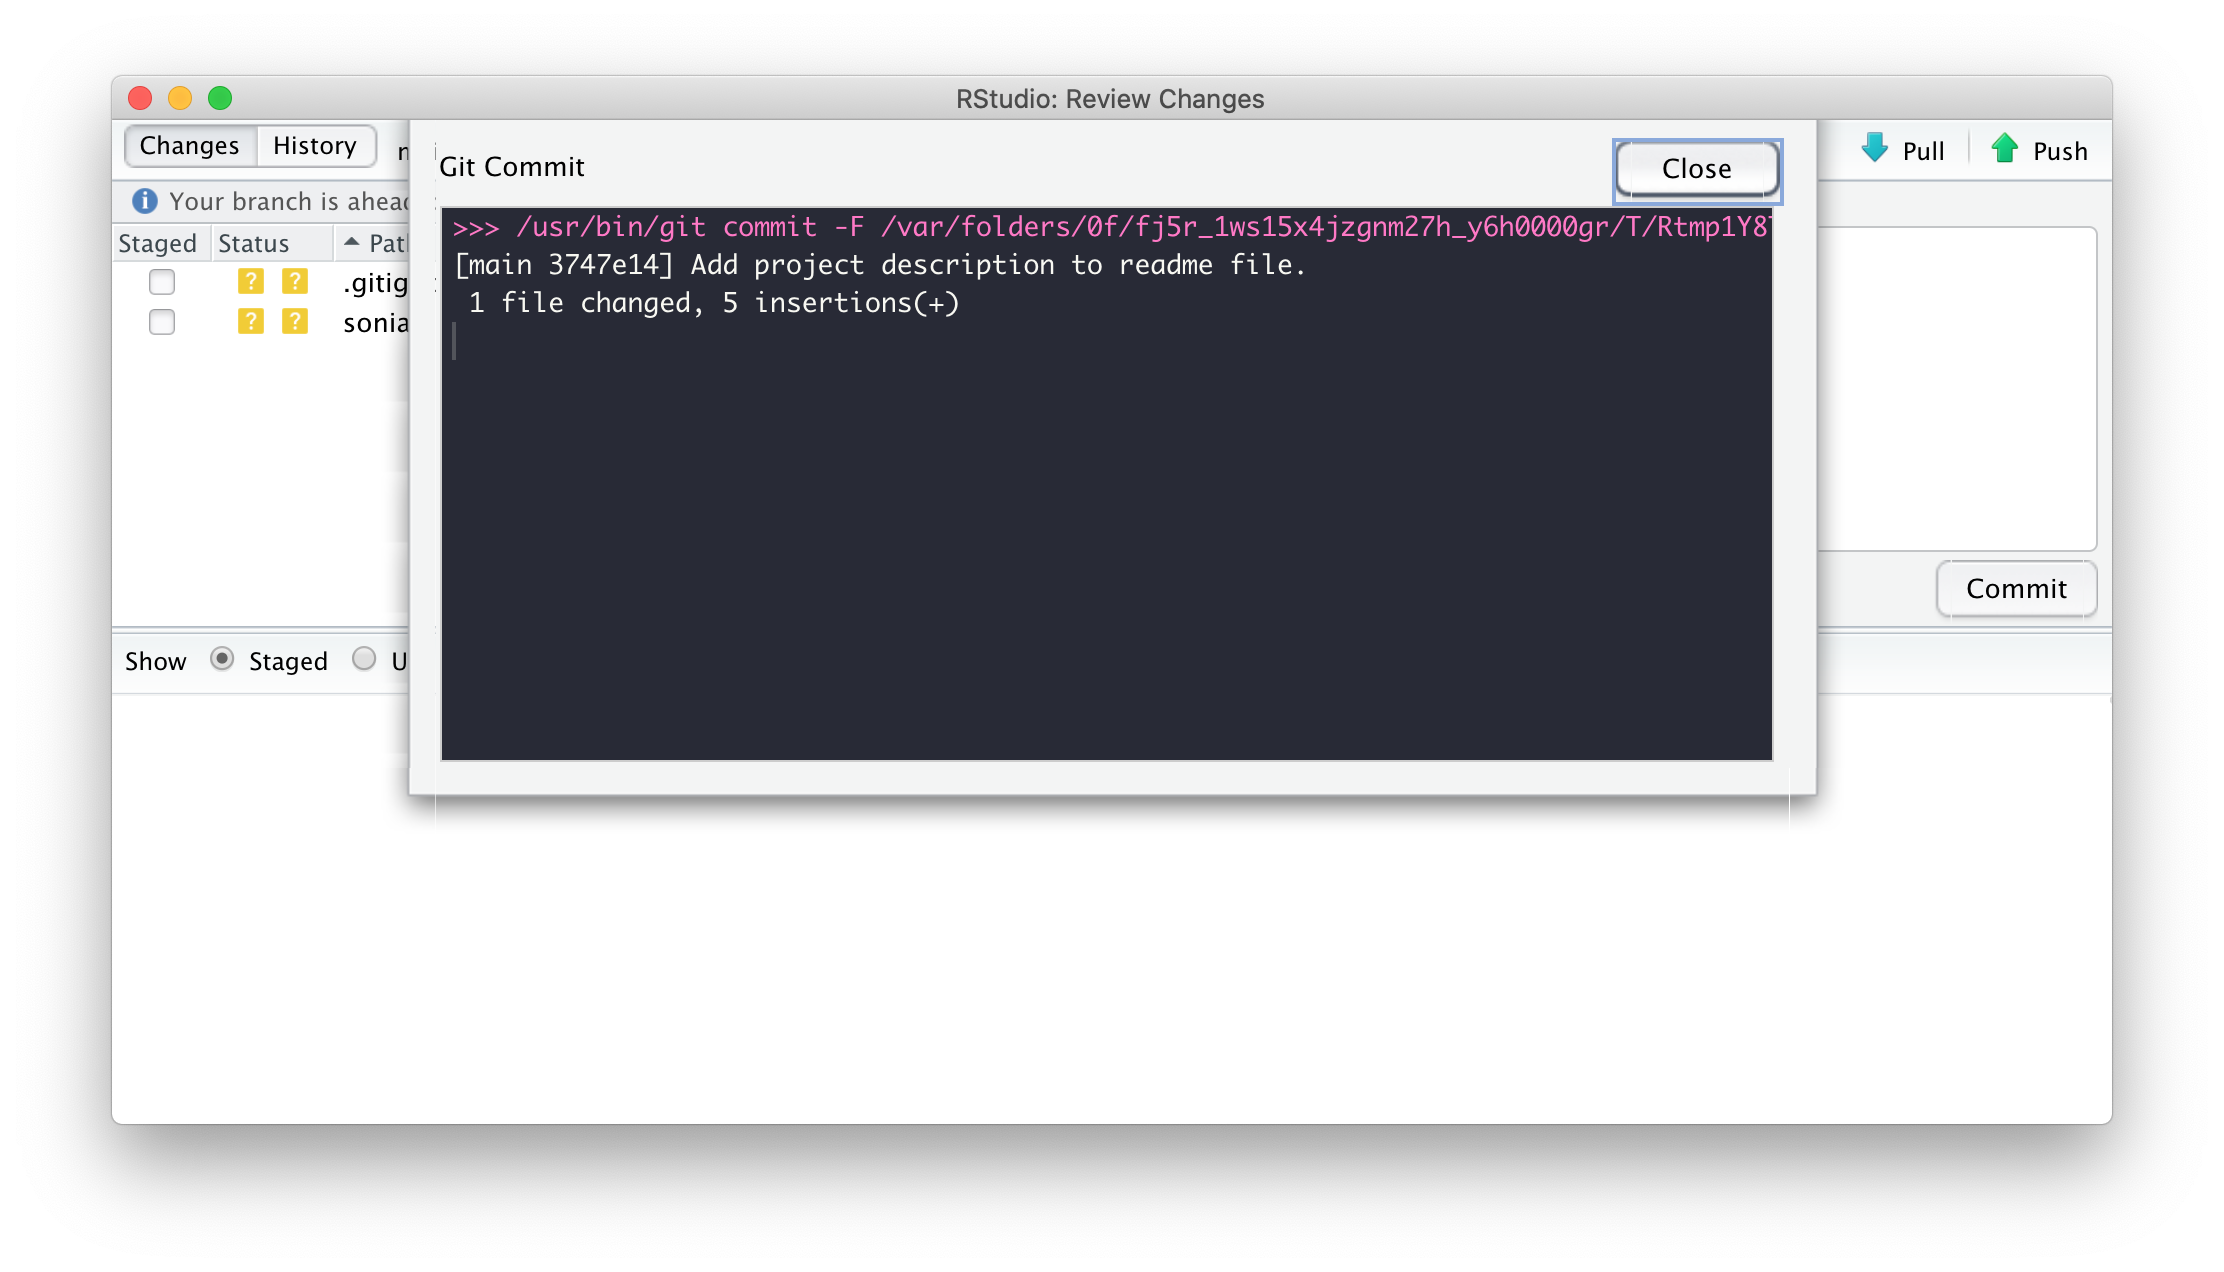 RStudio: Review Changes
Changes History
Pull Push
Git Commit
Close
Your branch is
Staged Status
>>> /usr/bin/git commit -F /var/folders/0f/fj5r_1ws15x4jzgnm27h_y6h0000gr/T/Rtmp1Y8
[main 3747e14] Add project description to readme file.
1 file changed, 5 insertions(+)
? ? .gitig
? ? sonia
Commit
Show Staged